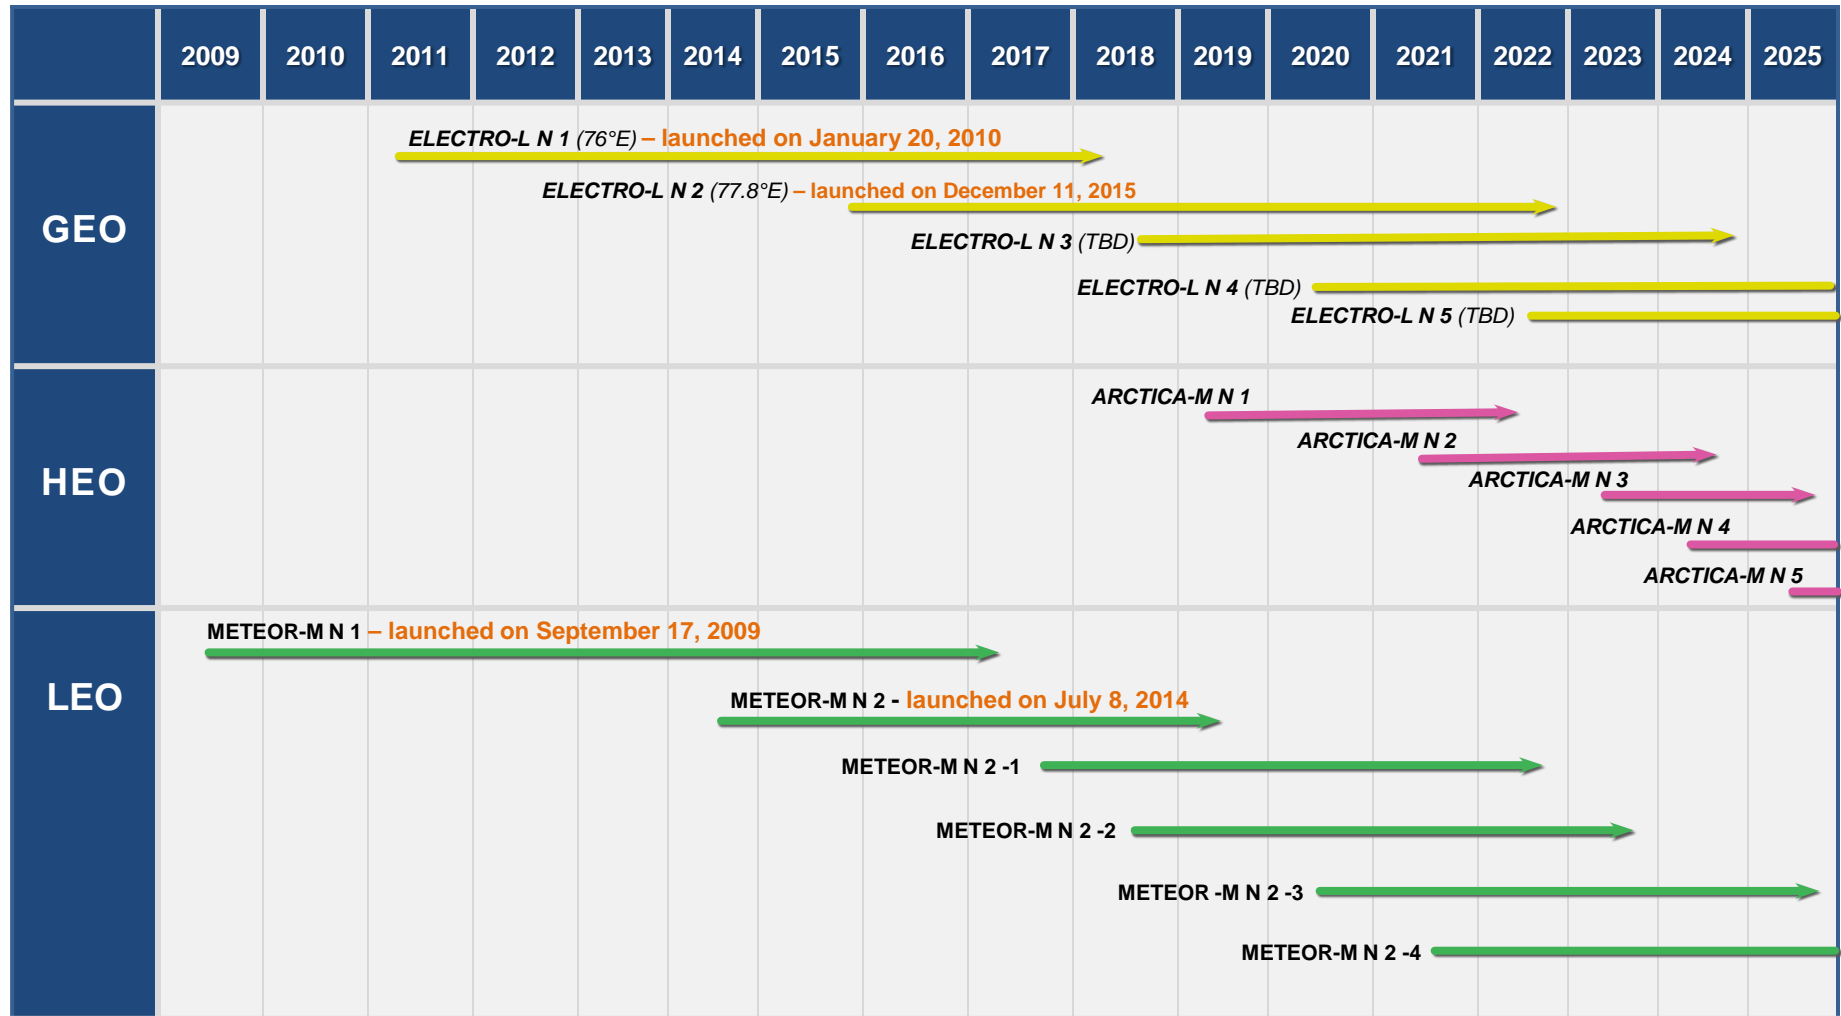 2009 2010 2011 2012 2013 2014 2015 2016 2017 2018 2019 2020 2021 2022 2023 2024 2025
GEO
ELECTRO-L N 1 (76°E) – launched on January 20, 2010
ELECTRO-L N 2 (77.8°E) – launched on December 11, 2015
ELECTRO-L N 3 (TBD)
ELECTRO-L N 4 (TBD)
ELECTRO-L N 5 (TBD)
HEO
ARCTICA-M N 1
ARCTICA-M N 2
ARCTICA-M N 3
ARCTICA-M N 4
ARCTICA-M N 5
LEO
METEOR-M N 1 – launched on September 17, 2009
METEOR-M N 2 - launched on July 8, 2014
METEOR-M N 2 -1
METEOR-M N 2 -2
METEOR -M N 2 -3
METEOR-M N 2 -4